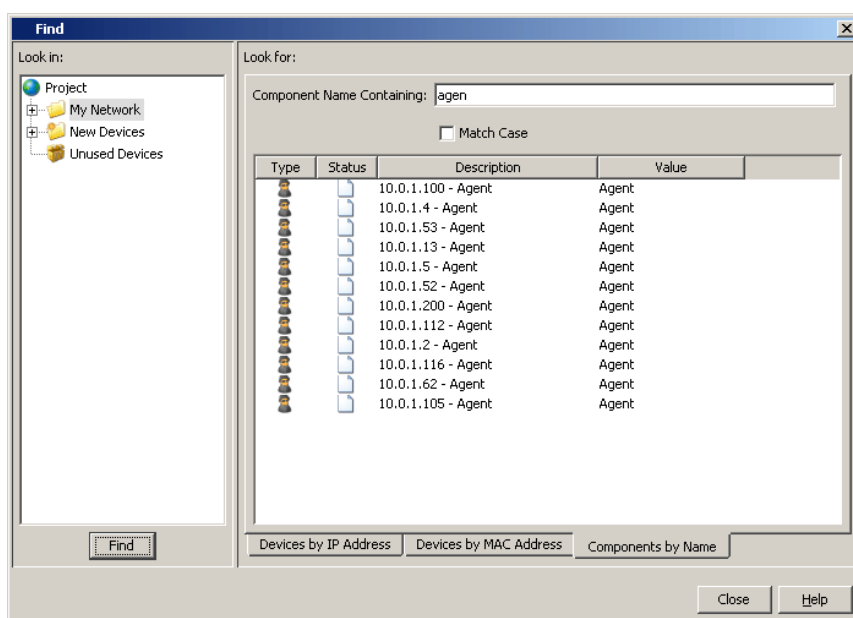 Find
Look in:
Project
My Network
New Devices
Unused Devices
Find
Look for:
Component Name Containing: agen
Match Case
Type Status Description Value
10.0.1.100 - Agent Agent
10.0.1.4 - Agent Agent
10.0.1.53 - Agent Agent
10.0.1.13 - Agent Agent
10.0.1.5 - Agent Agent
10.0.1.52 - Agent Agent
10.0.1.200 - Agent Agent
10.0.1.112 - Agent Agent
10.0.1.2 - Agent Agent
10.0.1.116 - Agent Agent
10.0.1.62 - Agent Agent
10.0.1.105 - Agent Agent
Devices by IP Address Devices by MAC Address Components by Name
Close Help